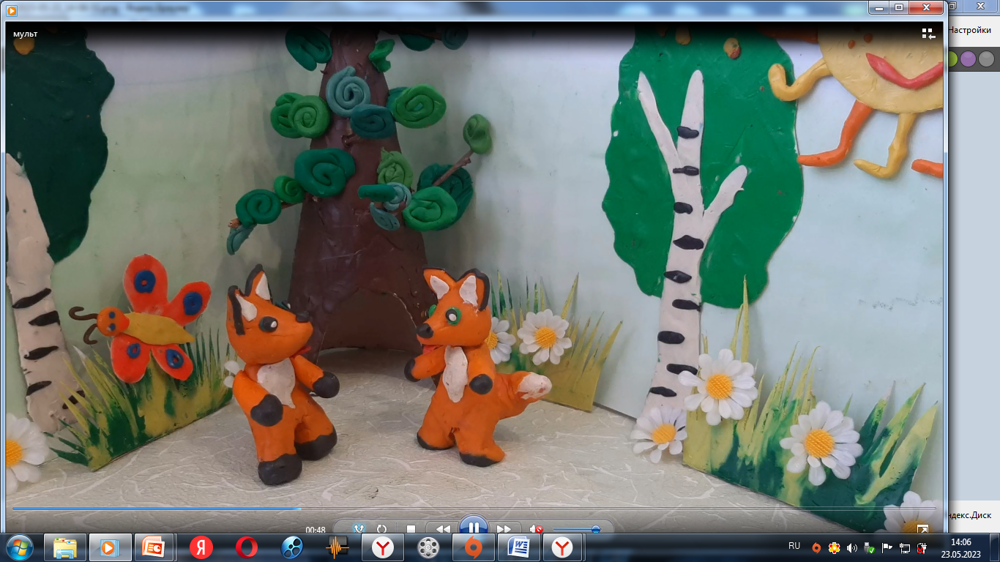 мульт
Настройки
ндекс.Диск
00:48
RU
14:06
23.05.2023